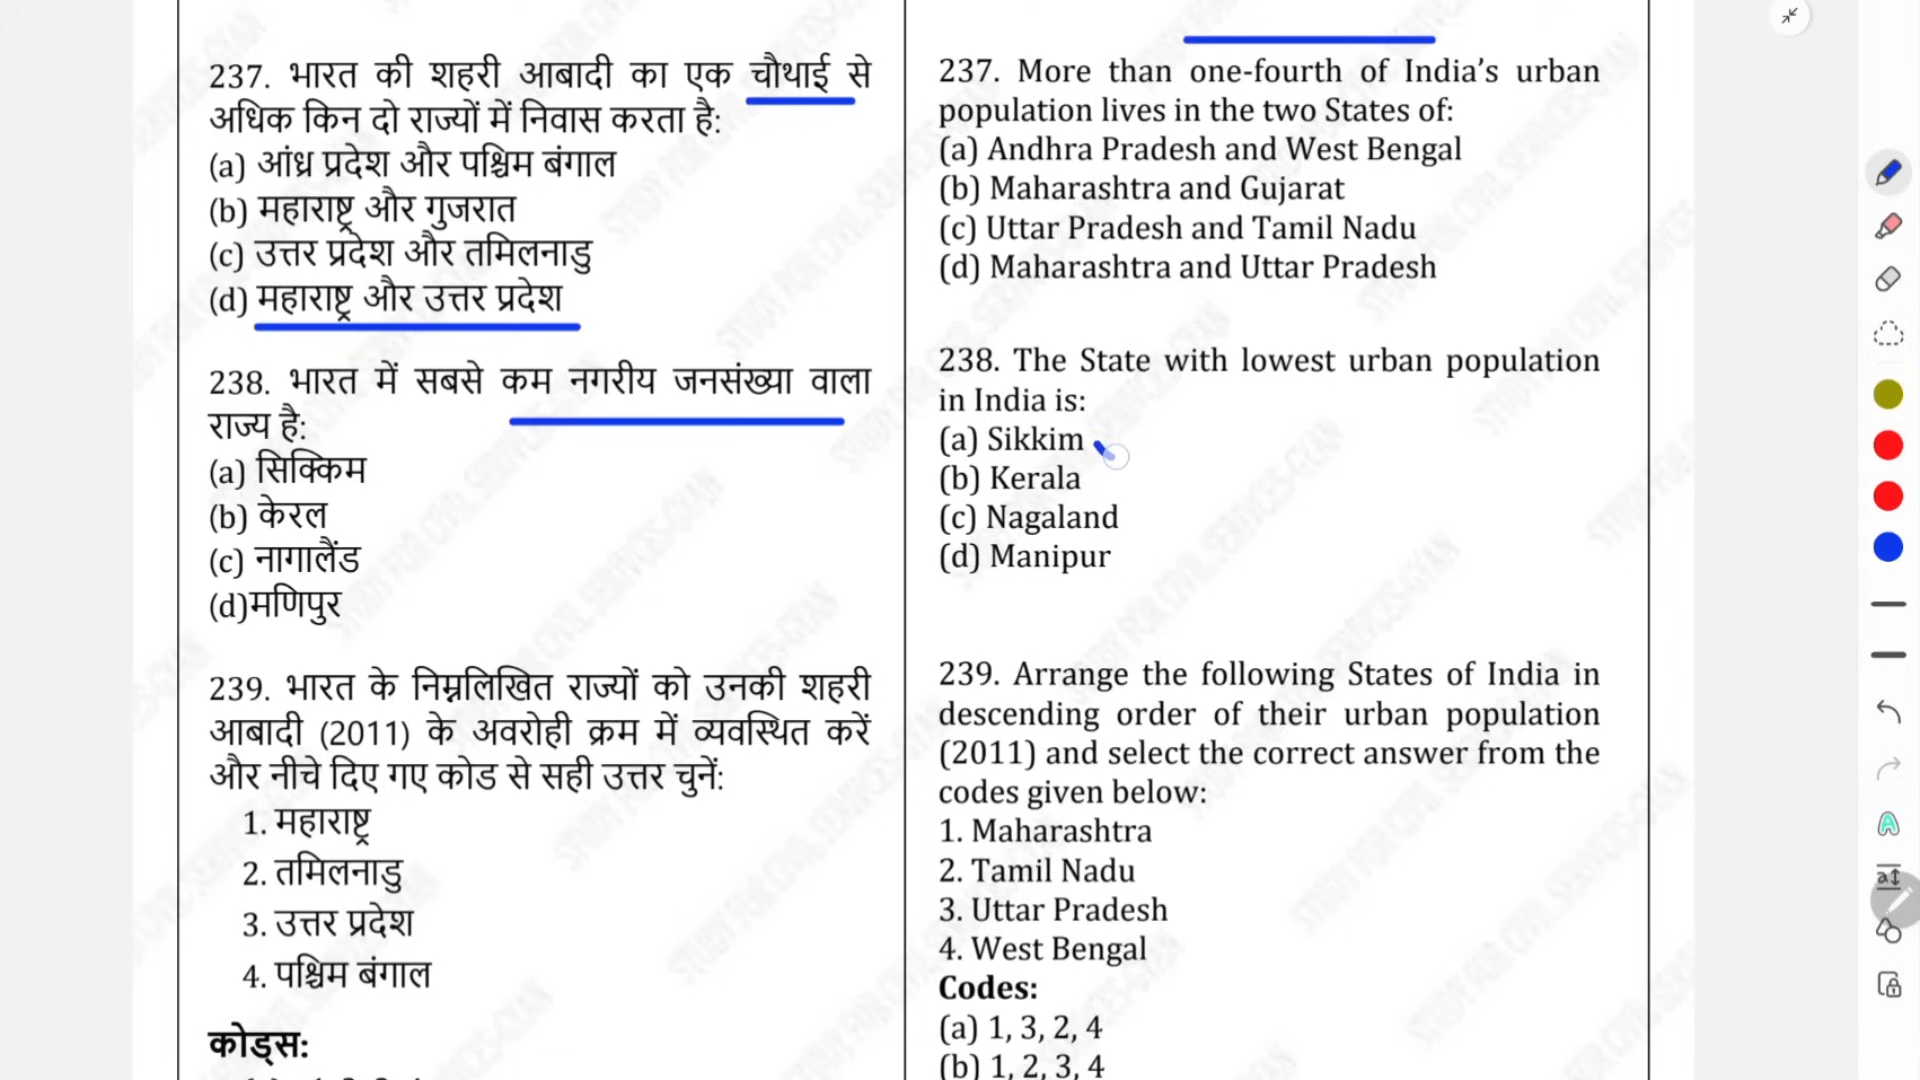 237. भारत की शहरी आबादी का एक चौथाई से
अधिक किन दो राज्यों में निवास करता है:
(a) आंध्र प्रदेश और पश्चिम बंगाल
(b) महाराष्ट्र और गुजरात
(c) उत्तर प्रदेश और तमिलनाडु
(d) महाराष्ट्र और उत्तर प्रदेश
238. भारत में सबसे कम नगरीय जनसंख्या वाला
राज्य है:
(a) सिक्किम
(b) केरल
(c) नागालैंड
(d)मणिपुर
239. भारत के निम्नलिखित राज्यों को उनकी शहरी
आबादी (2011) के अवरोही क्रम में व्यवस्थित करें
और नीचे दिए गए कोड से सही उत्तर चुनें:
1. महाराष्ट्र
2. तमिलनाडु
3. उत्तर प्रदेश
4. पश्चिम बंगाल
कोड्स:
237. More than one-fourth of India's urban
population lives in the two States of:
(a) Andhra Pradesh and West Bengal
(b) Maharashtra and Gujarat
(c) Uttar Pradesh and Tamil Nadu
(d) Maharashtra and Uttar Pradesh
238. The State with lowest urban population
in India is:
(a) Sikkim
(b) Kerala
(c) Nagaland
(d) Manipur
239. Arrange the following States of India in
descending order of their urban population
(2011) and select the correct answer from the
codes given below:
1. Maharashtra
2. Tamil Nadu
3. Uttar Pradesh
4. West Bengal
Codes:
(a) 1, 3, 2, 4
(b) 1, 2, 3, 4